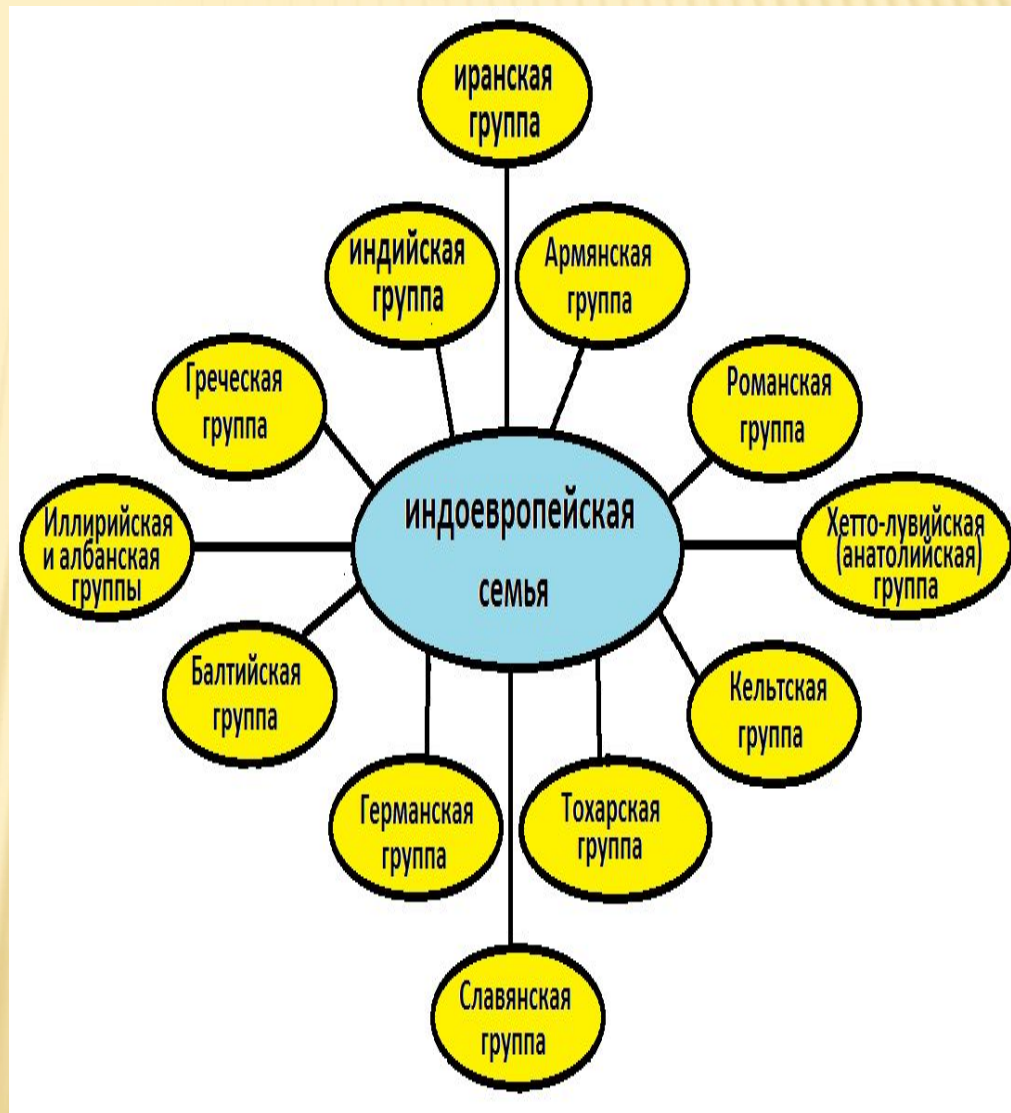 иранская
группа
индийская
группа
Армянская
группа
Греческая
группа
Романская
группа
индоевропейская
семья
Иллирийская
и албанская
группы
Хетто-лувийская
(анатолийская)
группа
Балтийская
группа
Кельтская
группа
Германская
группа
Тохарская
группа
Славянская
группа